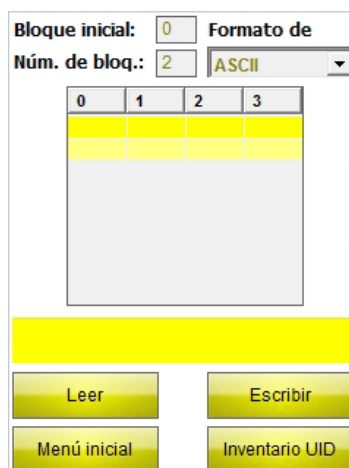 Bloque inicial: 0 Formato de
Núm. de bloq.: 2 ASCII
0 1 2 3
Leer Escribir
Menú inicial Inventario UID